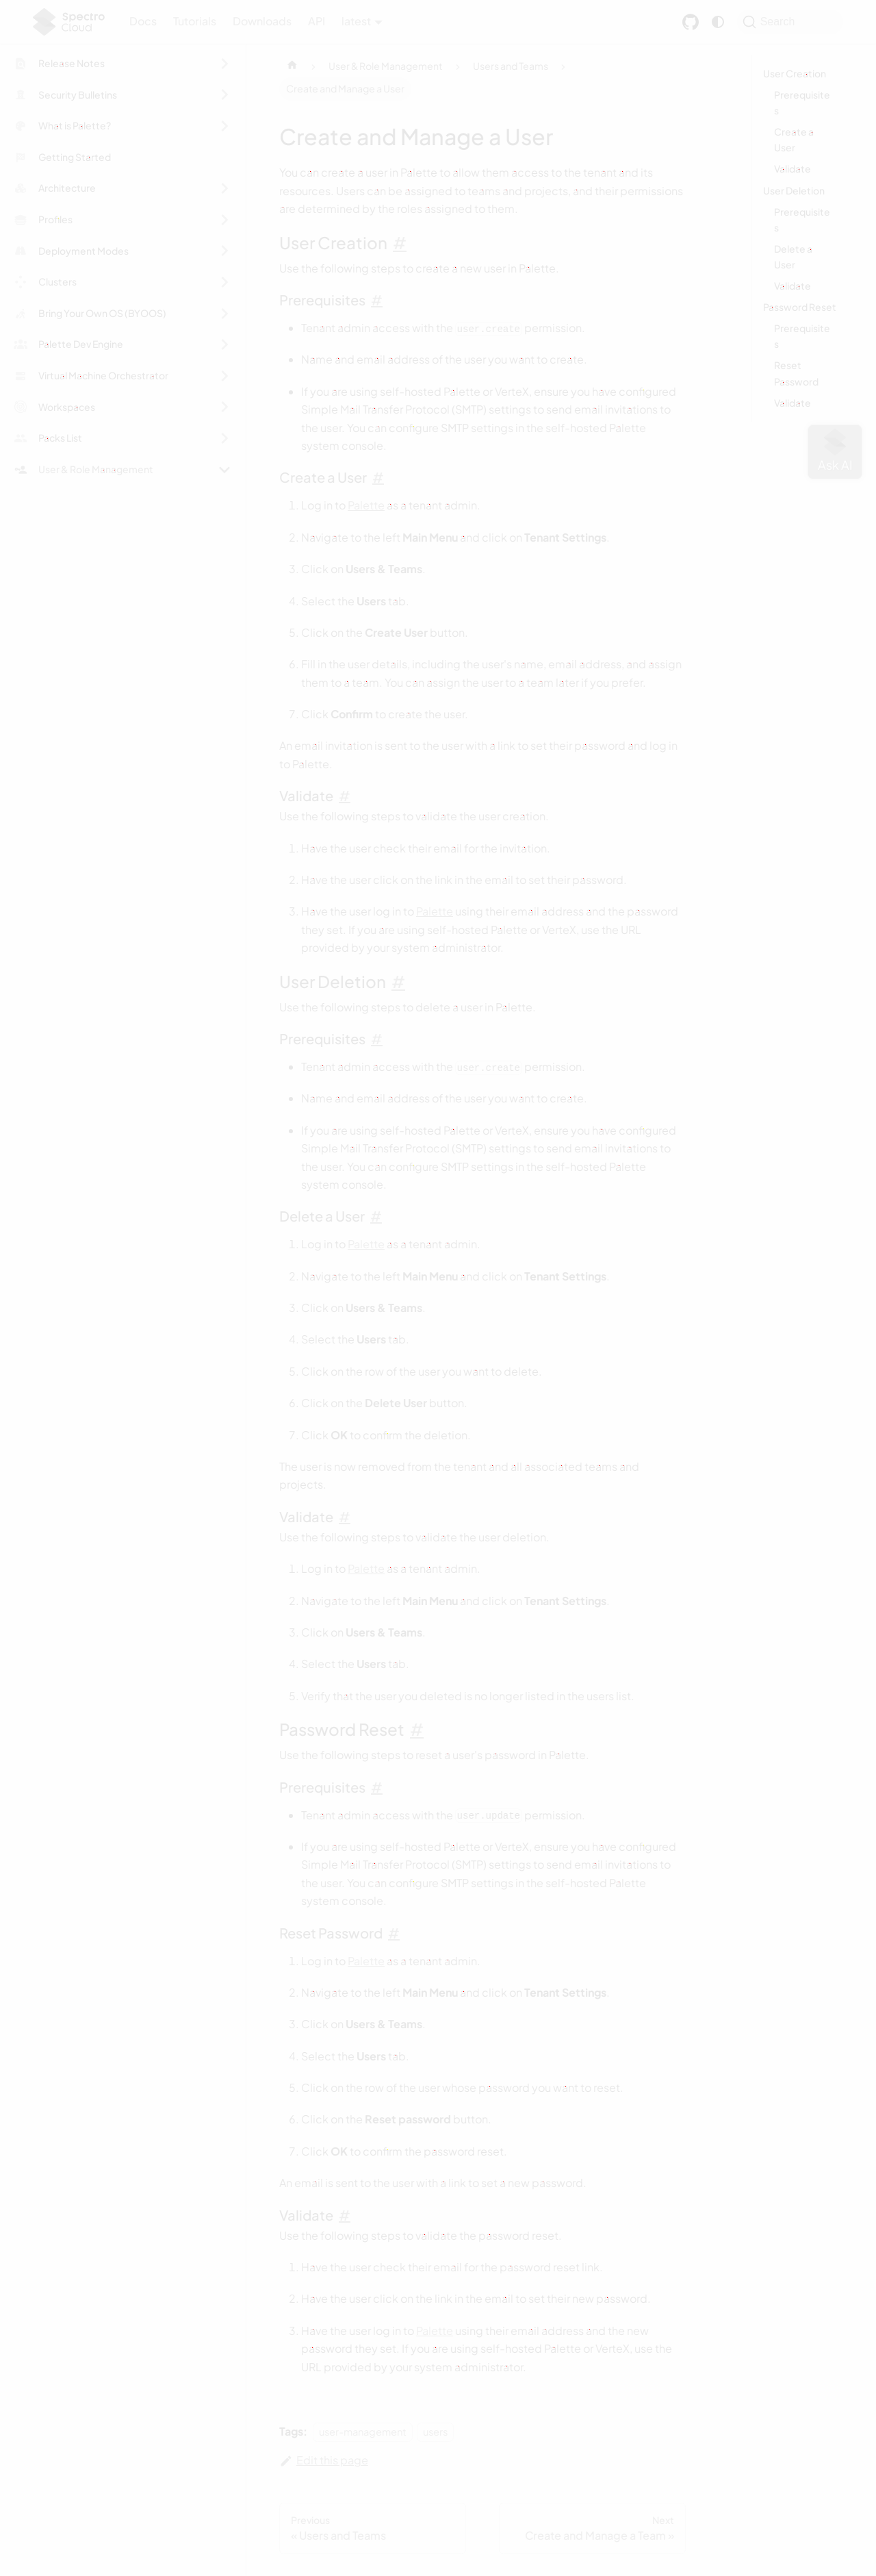 Spectro
Cloud
Docs
Tutorials
Downloads
API
latest
Search
Release Notes
Security Bulletins
What is Palette?
Getting Started
Architecture
Profiles
Deployment Modes
Clusters
Bring Your Own OS (BYOOS)
Palette Dev Engine
Virtual Machine Orchestrator
Workspaces
Packs List
User & Role Management
User & Role Management
Users and Teams
Create and Manage a User
Create and Manage a User
You can create a user in Palette to allow them access to the tenant and its
resources. Users can be assigned to teams and projects, and their permissions
are determined by the roles assigned to them.
User Creation #
Use the following steps to create a new user in Palette.
Prerequisites #
Tenant admin access with the user.create permission.
Name and email address of the user you want to create.
If you are using self-hosted Palette or VerteX, ensure you have configured
Simple Mail Transfer Protocol (SMTP) settings to send email invitations to
the user. You can configure SMTP settings in the self-hosted Palette
system console.
Create a User #
1. Log in to Palette as a tenant admin.
2. Navigate to the left Main Menu and click on Tenant Settings.
3. Click on Users & Teams.
4. Select the Users tab.
5. Click on the Create User button.
6. Fill in the user details, including the user's name, email address, and assign
them to a team. You can assign the user to a team later if you prefer.
7. Click Confirm to create the user.
An email invitation is sent to the user with a link to set their password and log in
to Palette.
Validate #
Use the following steps to validate the user creation.
1. Have the user check their email for the invitation.
2. Have the user click on the link in the email to set their password.
3. Have the user log in to Palette using their email address and the password
they set. If you are using self-hosted Palette or VerteX, use the URL
provided by your system administrator.
User Deletion #
Use the following steps to delete a user in Palette.
Prerequisites #
Tenant admin access with the user.create permission.
Name and email address of the user you want to create.
If you are using self-hosted Palette or VerteX, ensure you have configured
Simple Mail Transfer Protocol (SMTP) settings to send email invitations to
the user. You can configure SMTP settings in the self-hosted Palette
system console.
Delete a User #
1. Log in to Palette as a tenant admin.
2. Navigate to the left Main Menu and click on Tenant Settings.
3. Click on Users & Teams.
4. Select the Users tab.
5. Click on the row of the user you want to delete.
6. Click on the Delete User button.
7. Click OK to confirm the deletion.
The user is now removed from the tenant and all associated teams and
projects.
Validate #
Use the following steps to validate the user deletion.
1. Log in to Palette as a tenant admin.
2. Navigate to the left Main Menu and click on Tenant Settings.
3. Click on Users & Teams.
4. Select the Users tab.
5. Verify that the user you deleted is no longer listed in the users list.
Password Reset #
Use the following steps to reset a user's password in Palette.
Prerequisites #
Tenant admin access with the user.update permission.
If you are using self-hosted Palette or VerteX, ensure you have configured
Simple Mail Transfer Protocol (SMTP) settings to send email invitations to
the user. You can configure SMTP settings in the self-hosted Palette
system console.
Reset Password #
1. Log in to Palette as a tenant admin.
2. Navigate to the left Main Menu and click on Tenant Settings.
3. Click on Users & Teams.
4. Select the Users tab.
5. Click on the row of the user whose password you want to reset.
6. Click on the Reset password button.
7. Click OK to confirm the password reset.
An email is sent to the user with a link to set a new password.
Validate #
Use the following steps to validate the password reset.
1. Have the user check their email for the password reset link.
2. Have the user click on the link in the email to set their new password.
3. Have the user log in to Palette using their email address and the new
password they set. If you are using self-hosted Palette or VerteX, use the
URL provided by your system administrator.
Tags:
user-management
users
Edit this page
Previous
« Users and Teams
Next
Create and Manage a Team »
User Creation
Prerequisite
s
Create a
User
Validate
User Deletion
Prerequisite
s
Delete a
User
Validate
Password Reset
Prerequisite
s
Reset
Password
Validate
Ask AI